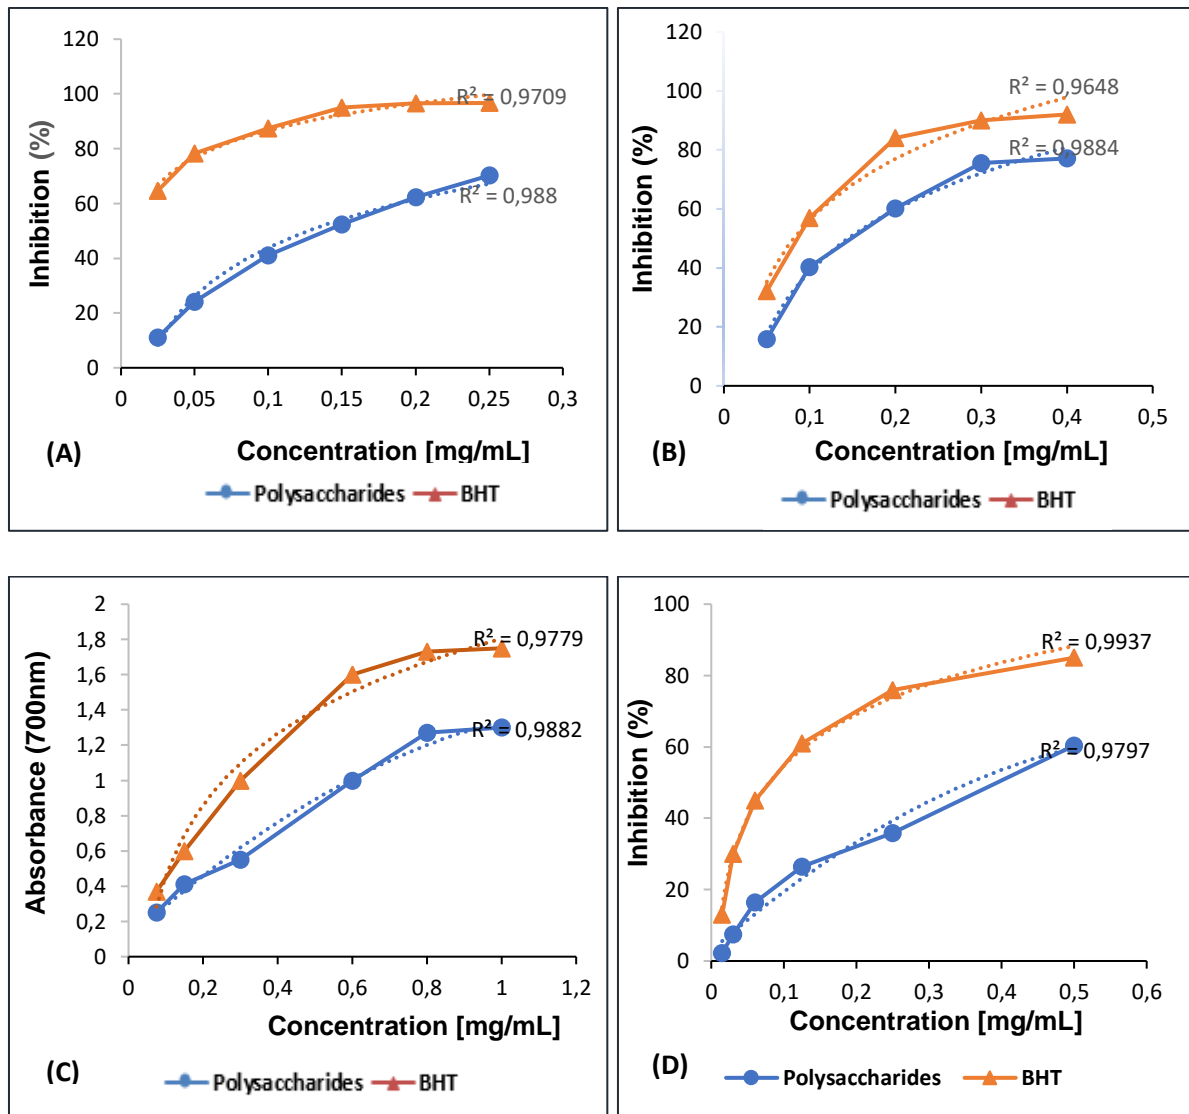 120
100
80
60
40
20
0
Inhibition (%)
R² = 0,9709
R² = 0,988
0 0,05 0,1 0,15 0,2 0,25 0,3
(A) Concentration [mg/mL]
Polysaccharides BHT
120
100
80
60
40
20
0
Inhibition (%)
R² = 0,9648
R² = 0,9884
0 0,1 0,2 0,3 0,4 0,5
(B) Concentration [mg/mL]
Polysaccharides BHT
2
1,8
1,6
1,4
1,2
1
0,8
0,6
0,4
0,2
0
Absorbance (700nm)
R² = 0,9779
R² = 0,9882
0 0,2 0,4 0,6 0,8 1 1,2
Concentration [mg/mL]
(C) Polysaccharides BHT
100
80
60
40
20
0
Inhibition (%)
R² = 0,9937
R² = 0,9797
0 0,1 0,2 0,3 0,4 0,5 0,6
Concentration [mg/mL]
(D) Polysaccharides BHT